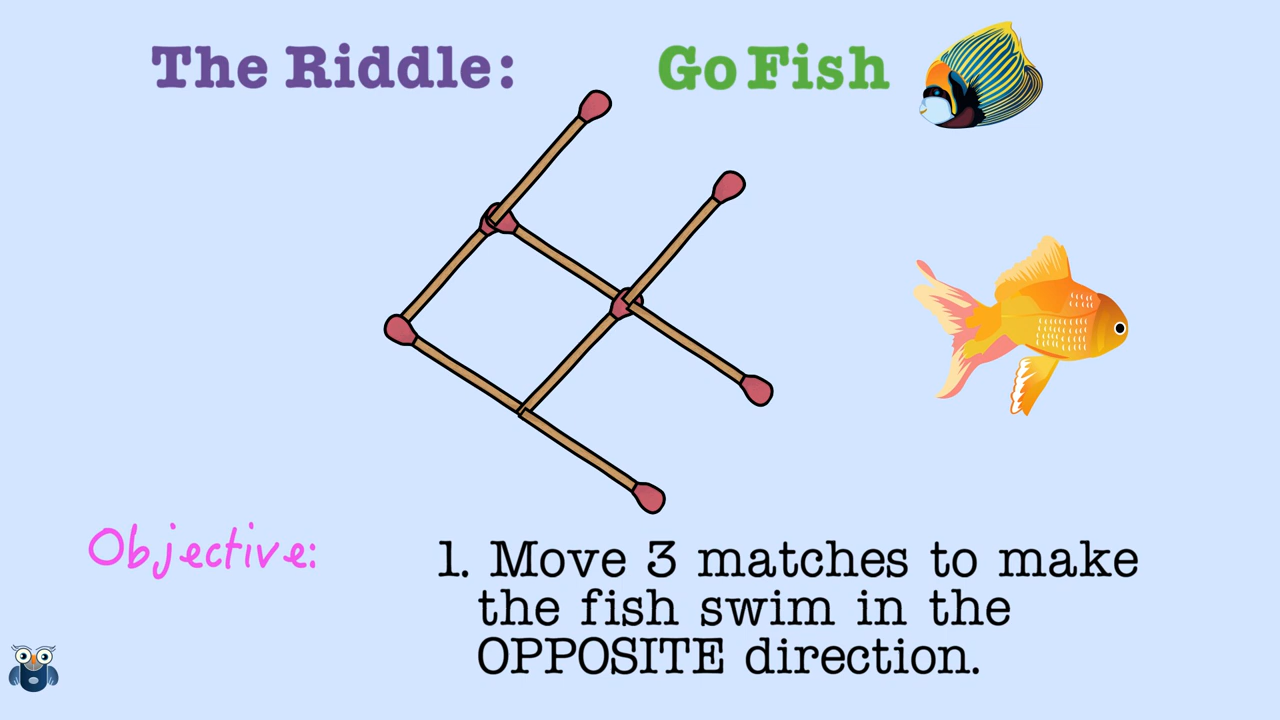 The Riddle: Go Fish
Objective:
1. Move 3 matches to make
the fish swim in the
OPPOSITE direction.